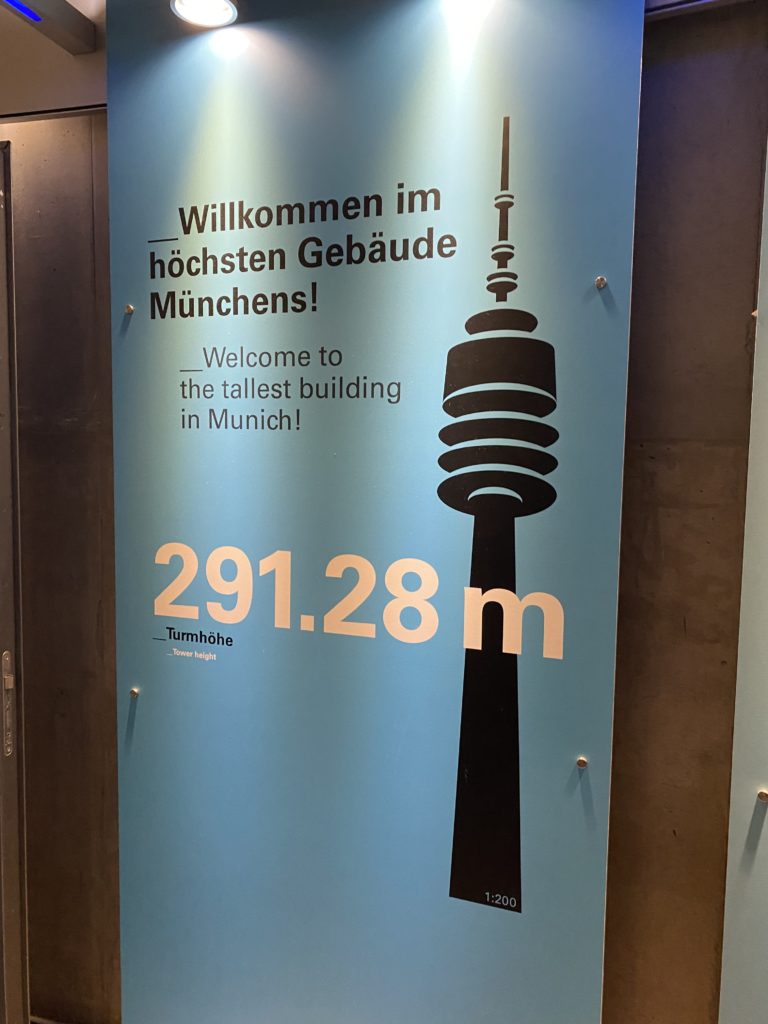 __Willkommen im
höchsten Gebäude
Münchens!
__Welcome to
the tallest building
in Munich!
291.28 m
__Turmhöhe
__Tower height
1:200